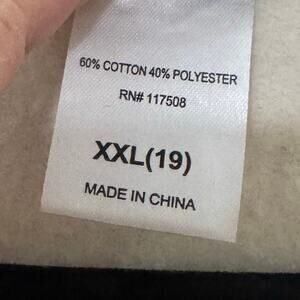 60% COTTON 40% POLYESTER
RN# 117508
XXL(19)
MADE IN CHINA